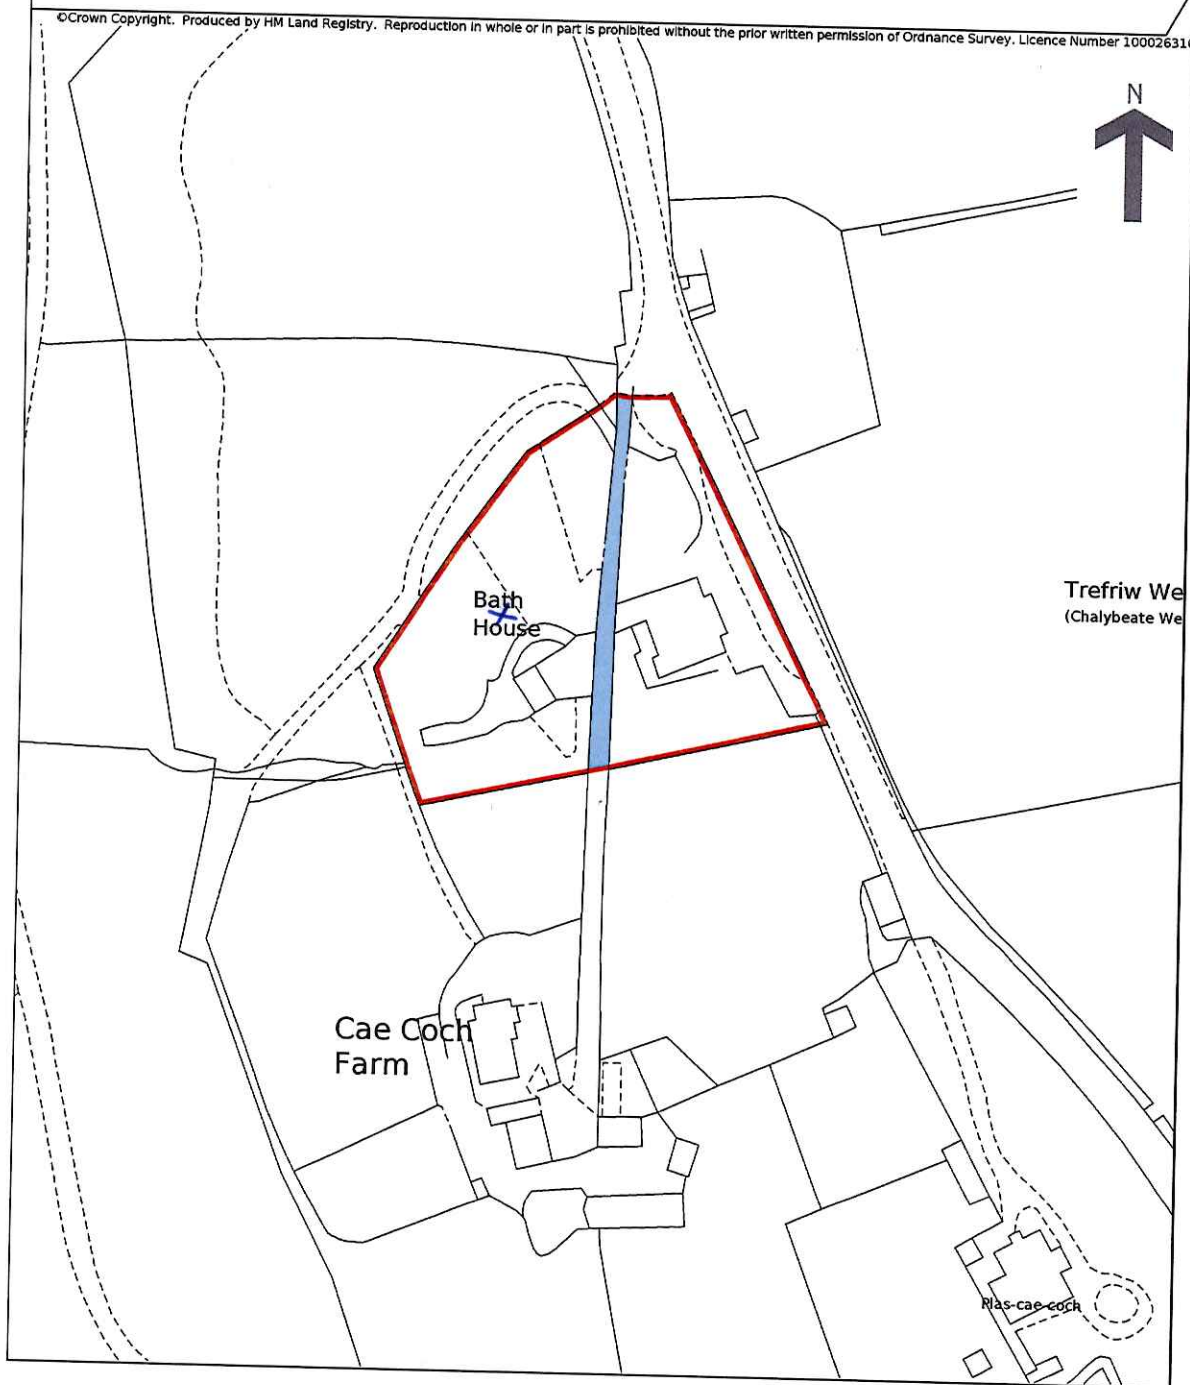 ©Crown Copyright. Produced by HM Land Registry. Reproduction in whole or in part is prohibited without the prior written permission of Ordnance Survey. Licence Number 10002631
N
Trefriw We
(Chalybeate We
Bath
House
Cae Coch
Farm
Plas-cae-coch